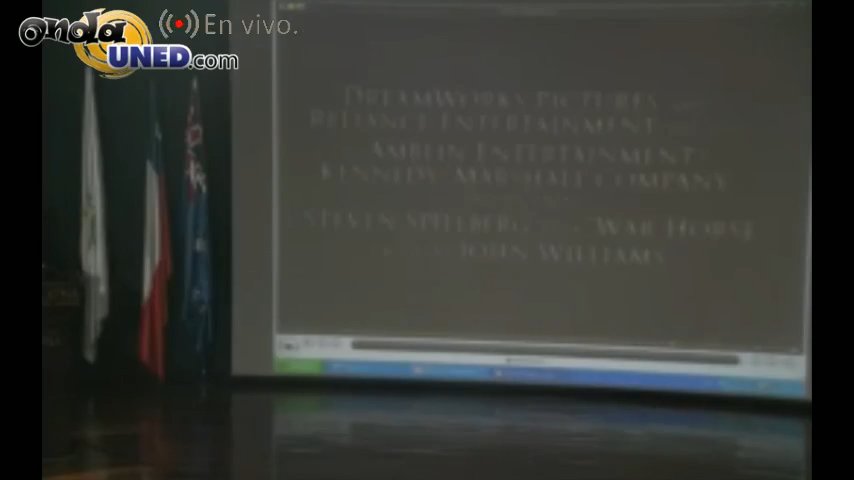 onda
UNED.com
En vivo.
DREAMWORKS PICTURES
RELIANCE ENTERTAINMENT
AMBLIN ENTERTAINMENT
KENNEDY/MARSHALL COMPANY
STEVEN SPIELBERG "WAR HORSE"
JOHN WILLIAMS